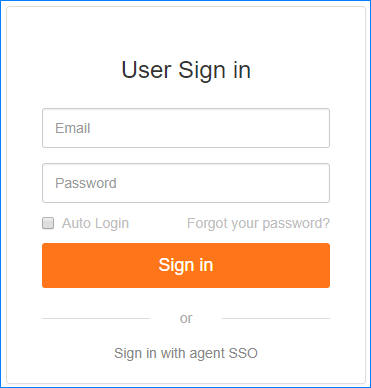 User Sign in
Email
Password
Auto Login Forgot your password?
Sign in
or
Sign in with agent SSO